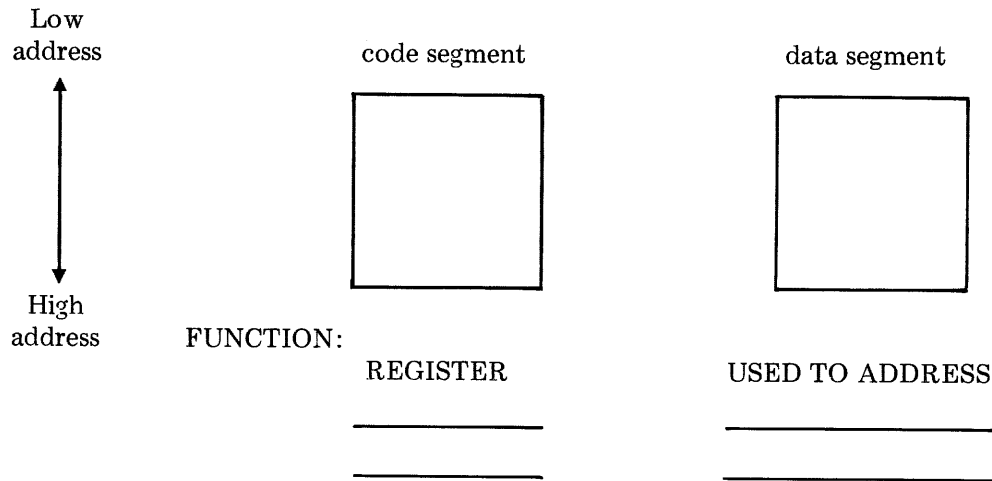 Low
address
code segment
data segment
High
address
FUNCTION:
REGISTER
USED TO ADDRESS